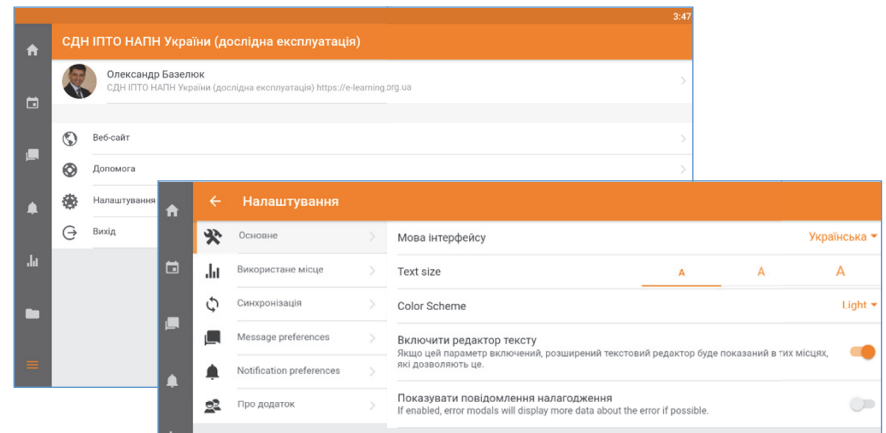 3:47
СДН ІПТО НАПН України (дослідна експлуатація)
Олександр Базелюк
СДН ІПТО НАПН України (дослідна експлуатація) https://e-learning.org.ua
Веб-сайт
Допомога
Налаштування
Вихід
Налаштування
Основне
Використане місце
Синхронізація
Message preferences
Notification preferences
Про додаток
Мова інтерфейсу
Українська
Text size
A A A
Color Scheme
Light
Включити редактор тексту
Якщо цей параметр включений, розширений текстовий редактор буде показаний в тих місцях,
які дозволяють це.
Показувати повідомлення налагодження
If enabled, error modals will display more data about the error if possible.